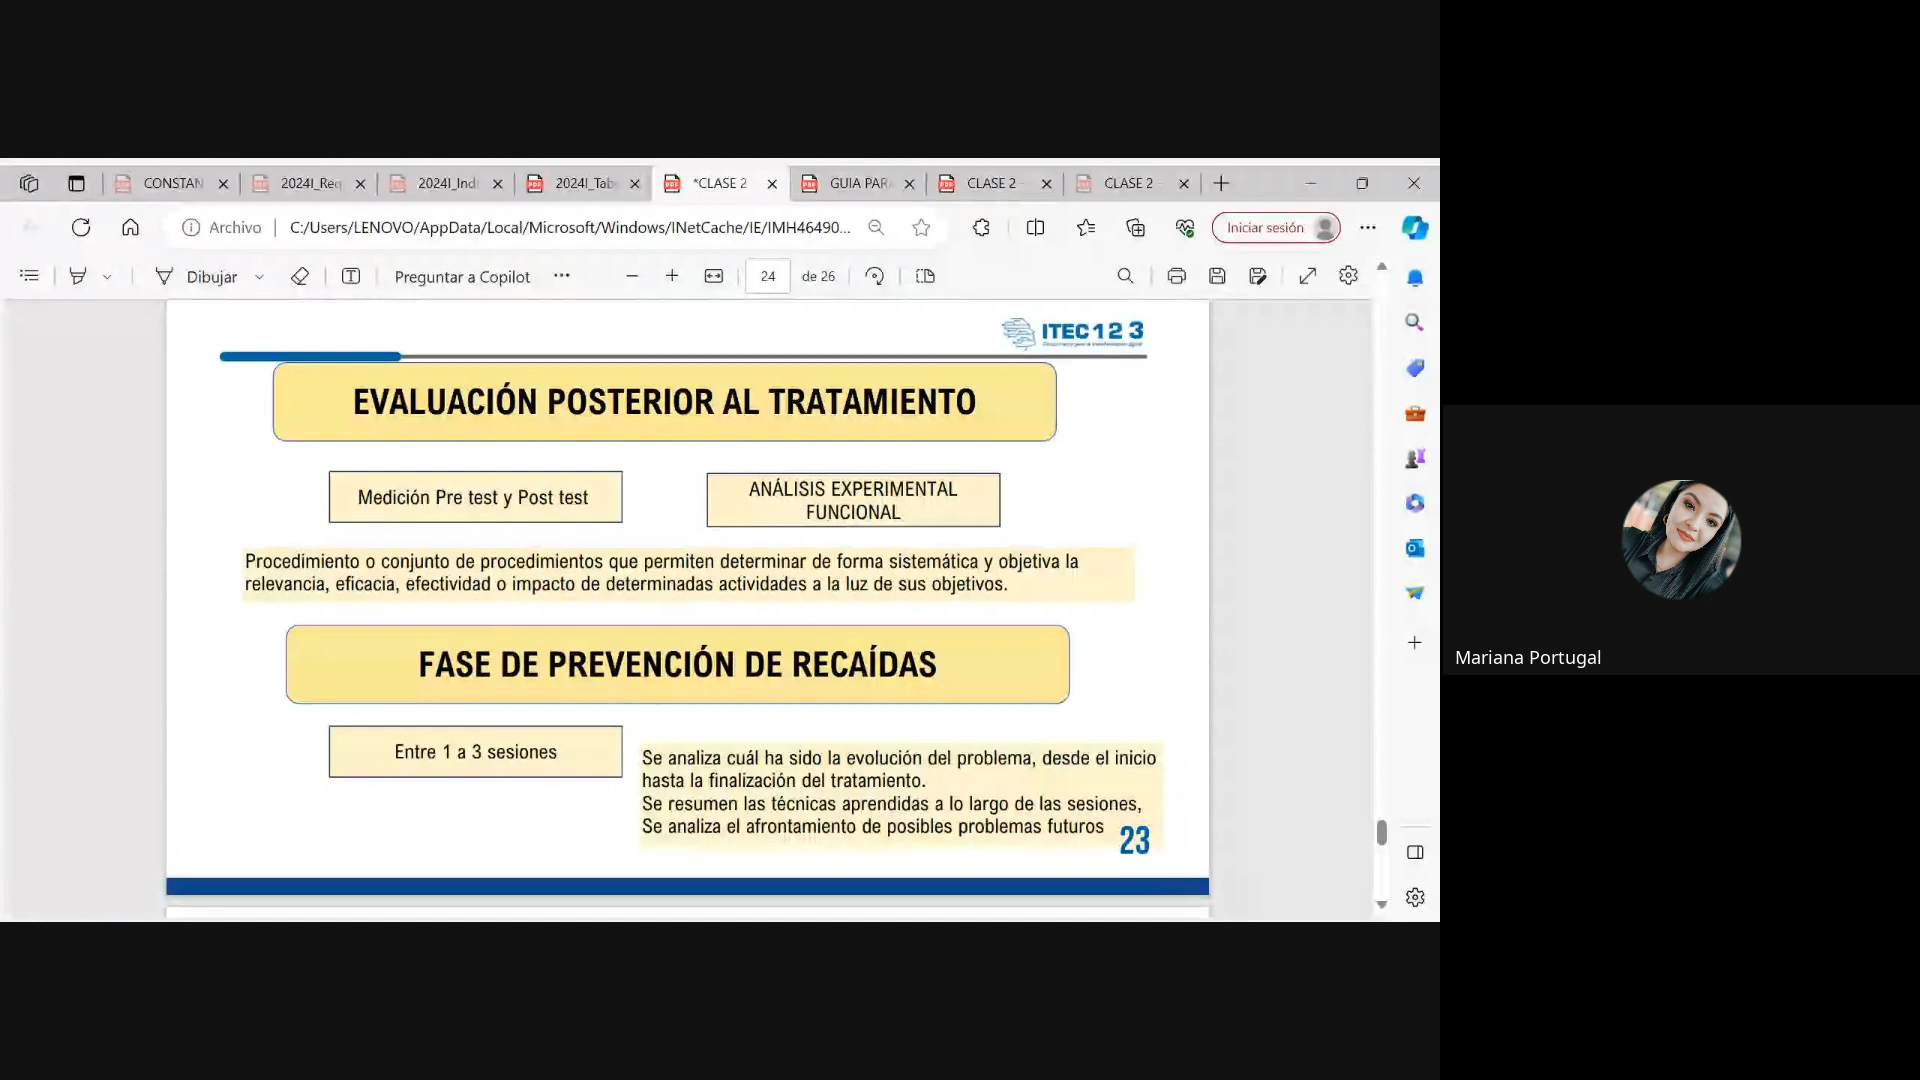 CONSTAN
2024I_Req
2024I_Indi
2024I_Tab
*CLASE 2
GUIA PAR
CLASE 2
CLASE 2
Archivo
C:/Users/LENOVO/AppData/Local/Microsoft/Windows/INetCache/IE/IMH46490...
Iniciar sesión
Dibujar
Preguntar a Copilot
24
de 26
ITEC 1 2 3
EVALUACIÓN POSTERIOR AL TRATAMIENTO
Medición Pre test y Post test
ANÁLISIS EXPERIMENTAL
FUNCIONAL
Procedimiento o conjunto de procedimientos que permiten determinar de forma sistemática y objetiva la
relevancia, eficacia, efectividad o impacto de determinadas actividades a la luz de sus objetivos.
FASE DE PREVENCIÓN DE RECAÍDAS
Entre 1 a 3 sesiones
Se analiza cuál ha sido la evolución del problema, desde el inicio
hasta la finalización del tratamiento.
Se resumen las técnicas aprendidas a lo largo de las sesiones,
Se analiza el afrontamiento de posibles problemas futuros
23
Mariana Portugal